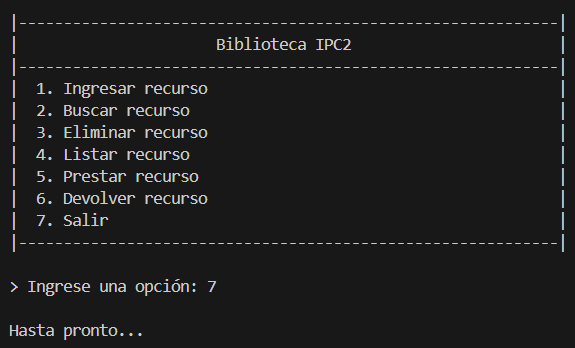 |------------------------------------------------------------|
|                      Biblioteca IPC2                       |
|------------------------------------------------------------|
|  1. Ingresar recurso                                       |
|  2. Buscar recurso                                         |
|  3. Eliminar recurso                                       |
|  4. Listar recurso                                         |
|  5. Prestar recurso                                        |
|  6. Devolver recurso                                       |
|  7. Salir                                                  |
|------------------------------------------------------------|
> Ingrese una opción: 7
Hasta pronto...